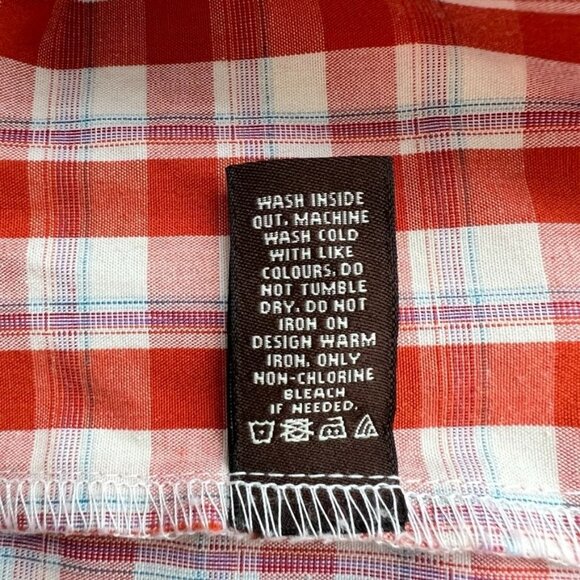 WASH INSIDE
OUT. MACHINE
WASH COLD
WITH LIKE
COLOURS. DO
NOT TUMBLE
DRY. DO NOT
IRON ON
DESIGN WARM
IRON. ONLY
NON-CHLORINE
BLEACH
IF NEEDED.